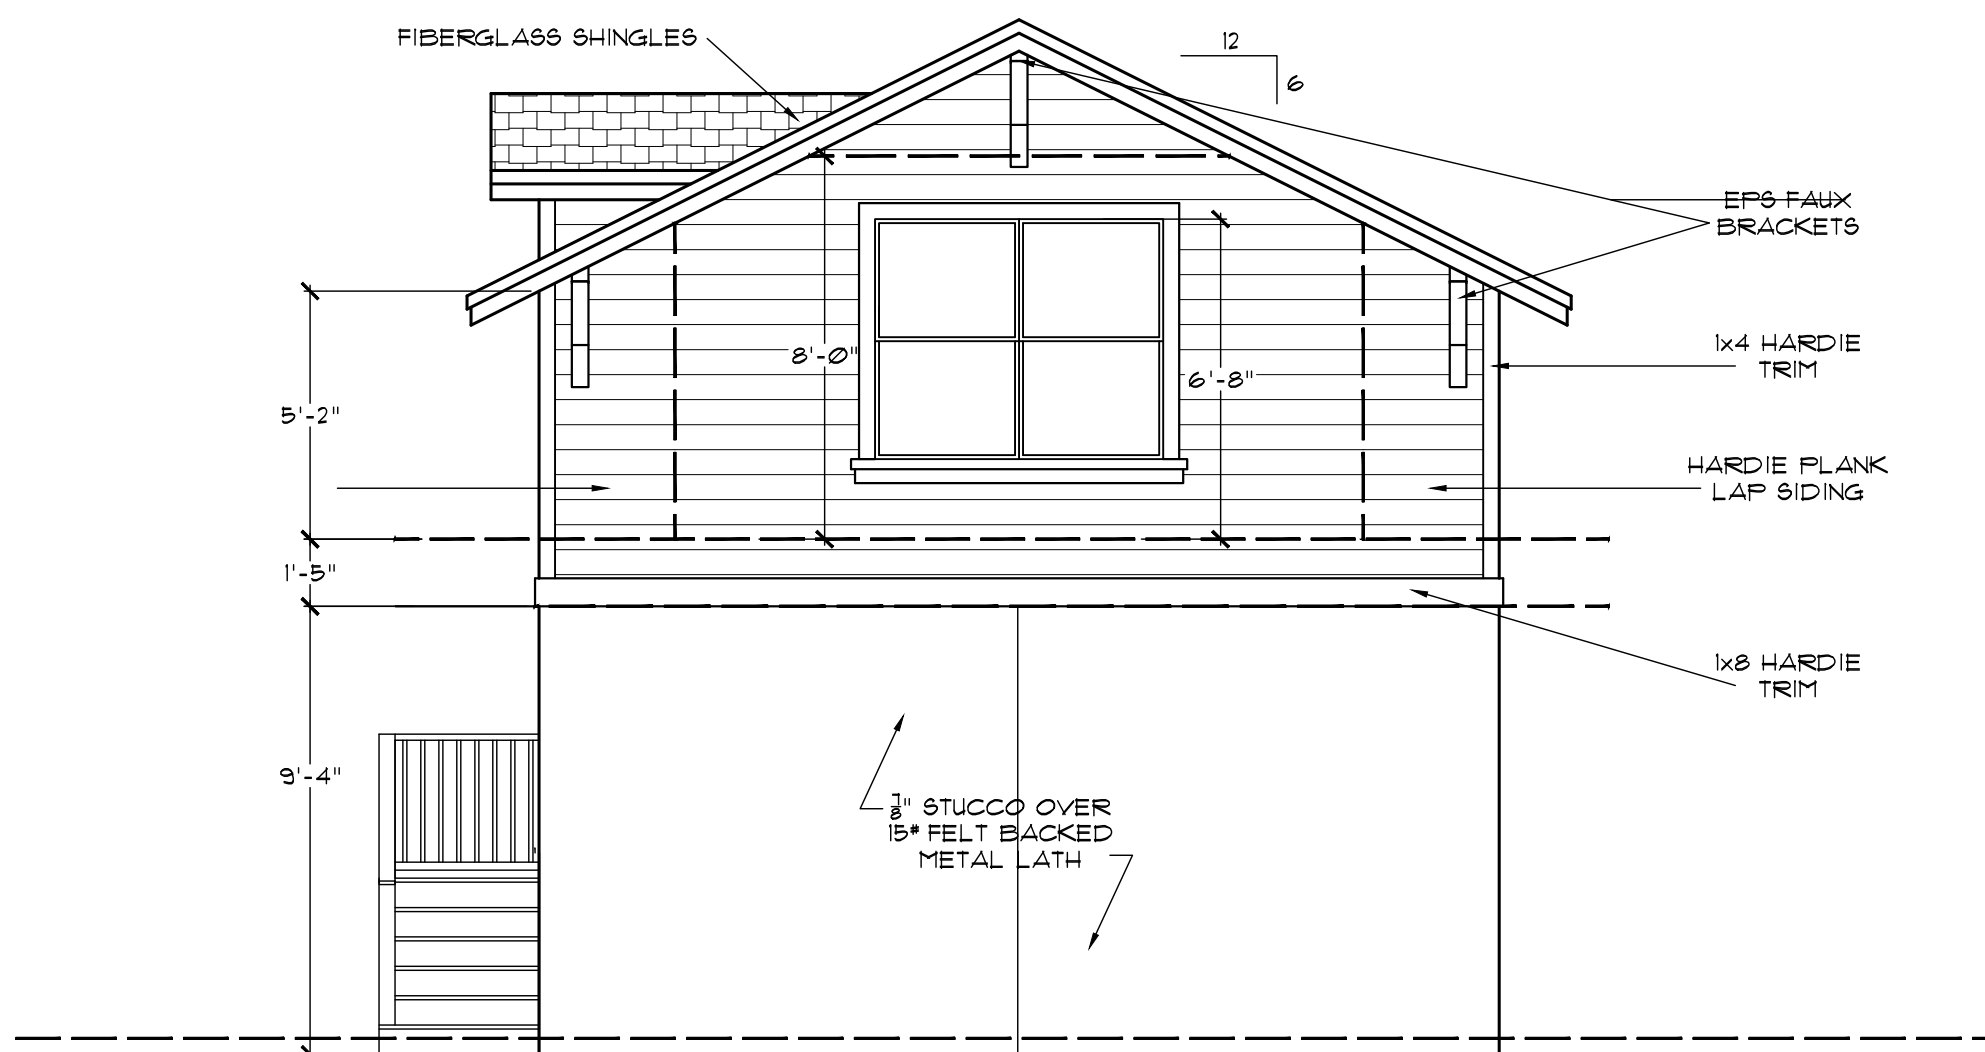 FIBERGLASS SHINGLES
12
6
EPS FAUX
BRACKETS
8'-0"
6'-8"
1x4 HARDIE
TRIM
5'-2"
HARDIE PLANK
LAP SIDING
1'-5"
1x8 HARDIE
TRIM
9'-4"
7/8" STUCCO OVER
15# FELT BACKED
METAL LATH